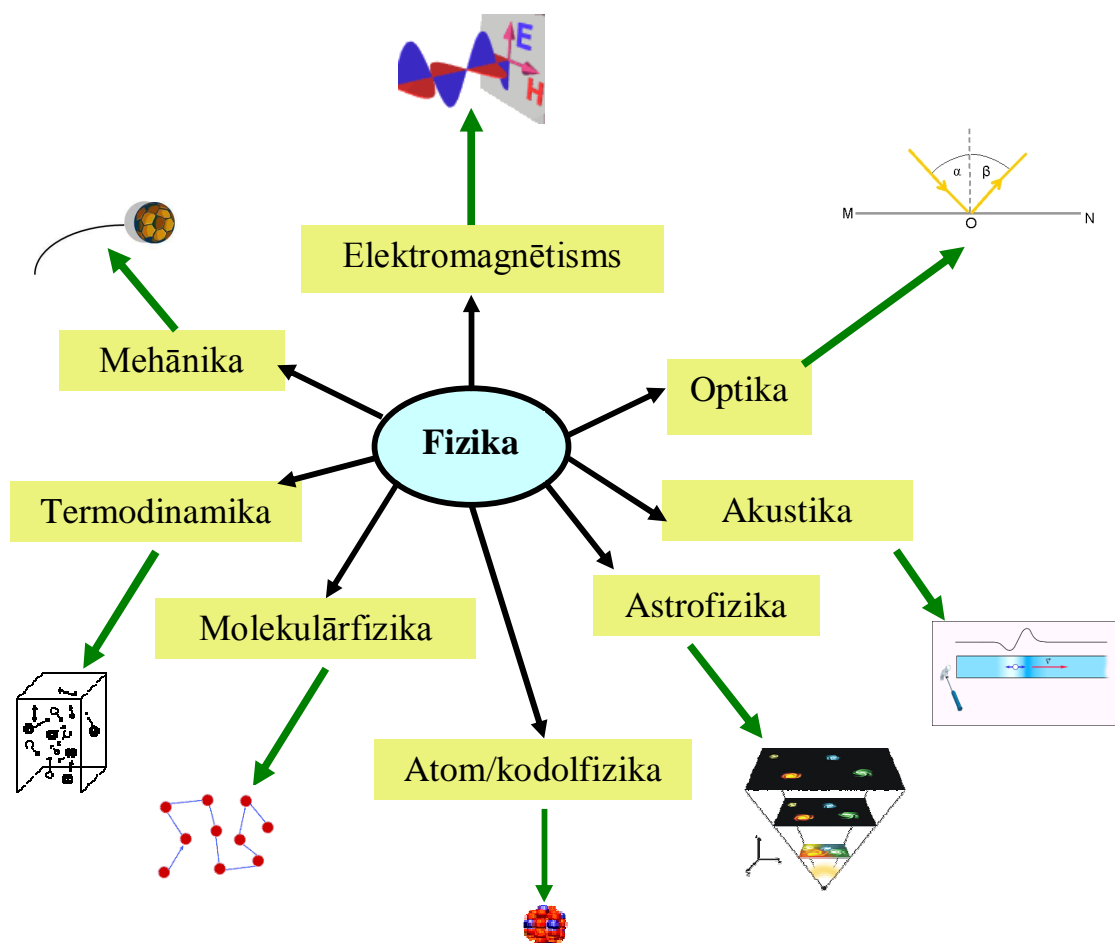 E
H
α
β
M
O
N
Elektromagnētisms
Mehānika
Optika
Fizika
Termodinamika
Akustika
Astrofizika
Molekulārfizika
Atom/kodolfizika